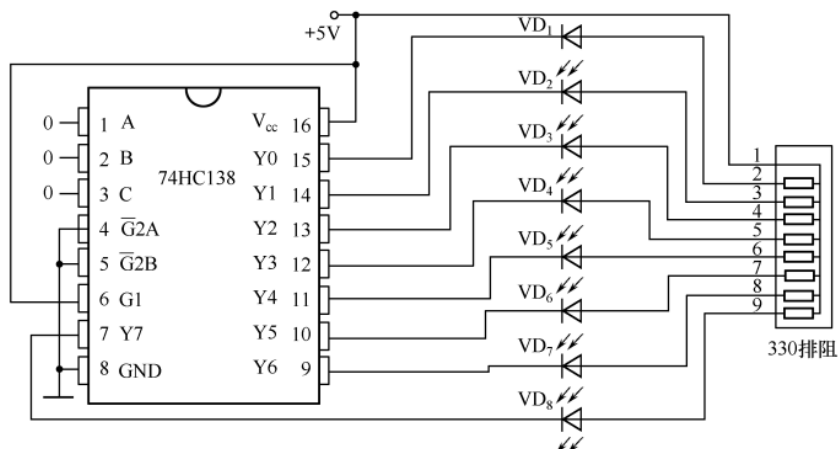 +5V
VD₁
VD₂
VD₃
VD₄
VD₅
VD₆
VD₇
VD₈
0 1 A
0 2 B
0 3 C
4 G̅2A
5 G̅2B
6 G1
7 Y7
8 GND
74HC138
Vcc 16
Y0 15
Y1 14
Y2 13
Y3 12
Y4 11
Y5 10
Y6 9
1
2
3
4
5
6
7
8
9
330排阻